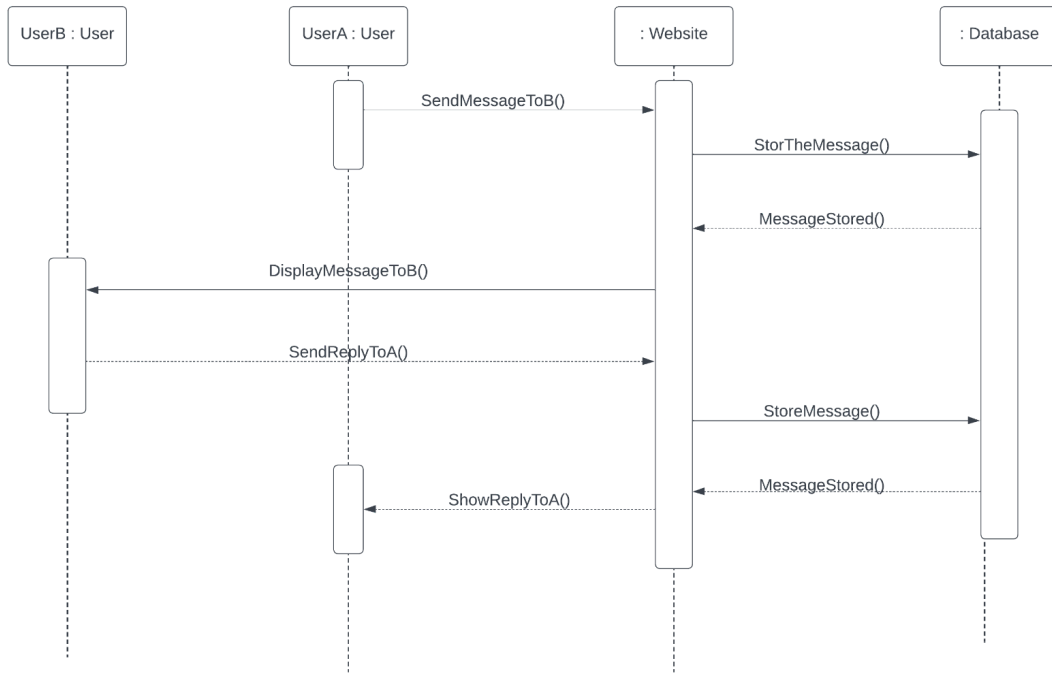 UserB : User
UserA : User
: Website
: Database
SendMessageToB()
StorTheMessage()
MessageStored()
DisplayMessageToB()
SendReplyToA()
StoreMessage()
MessageStored()
ShowReplyToA()